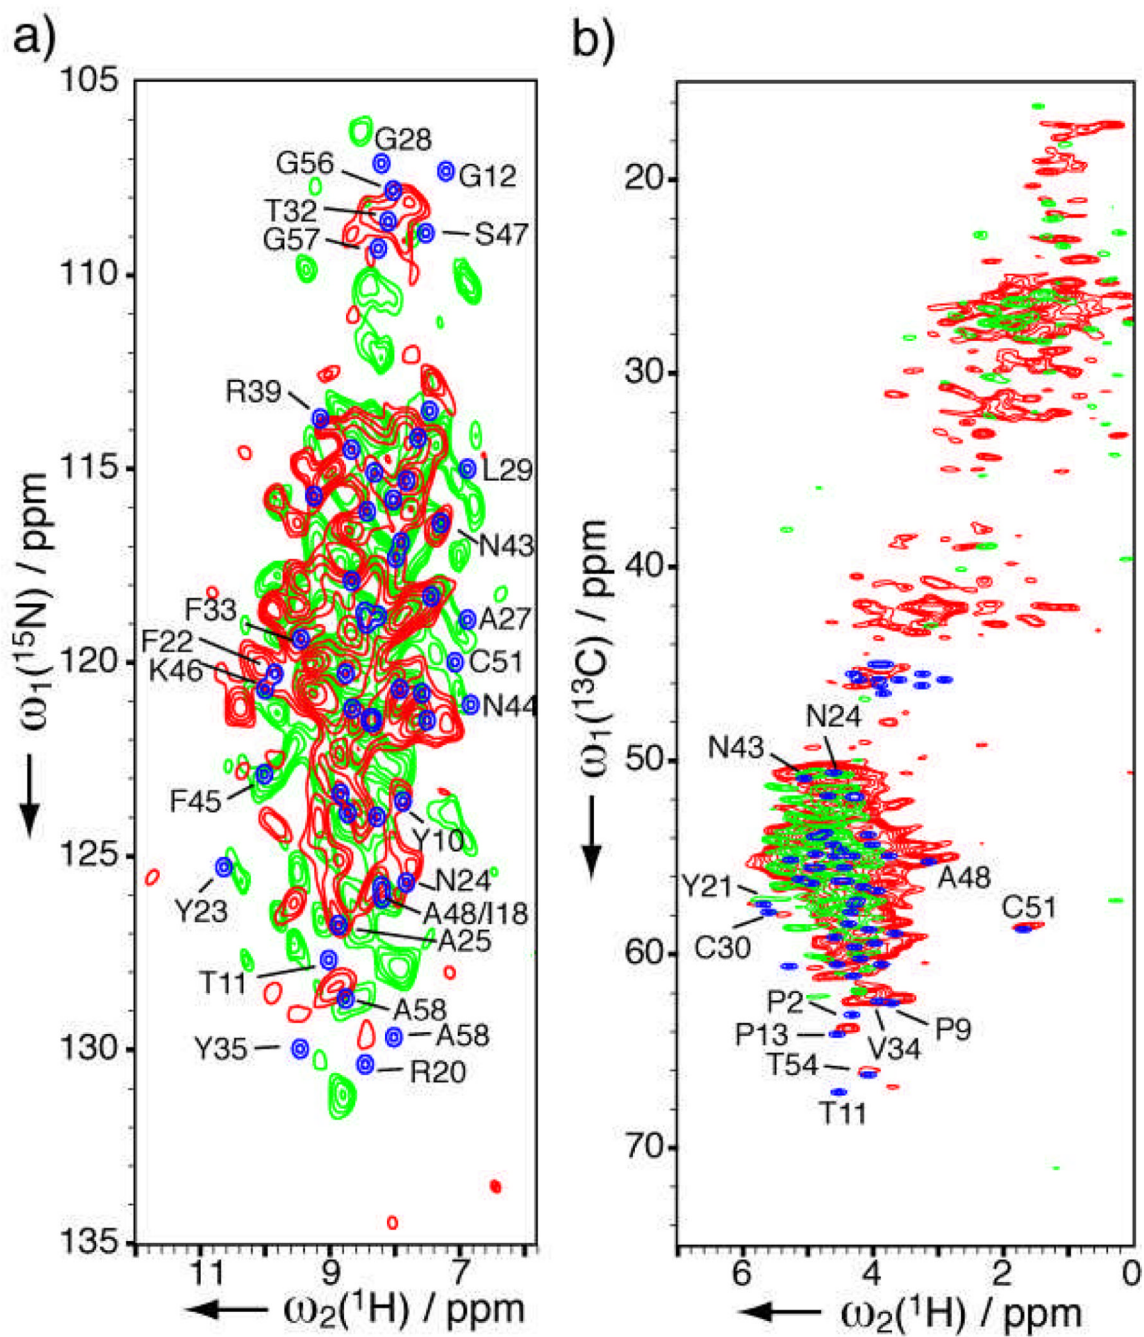 a)
105
110
115
120
125
130
135
11
9
7
ω1(15N) / ppm
ω2(1H) / ppm
G28
G56
G12
T32
S47
G57
R39
L29
N43
F33
A27
F22
C51
K46
N44
F45
Y10
Y23
N24
A48/I18
A25
T11
A58
Y35
A58
R20
b)
20
30
40
50
60
70
6
4
2
0
ω1(13C) / ppm
ω2(1H) / ppm
N24
N43
A48
Y21
C51
C30
P2
P9
P13
V34
T54
T11